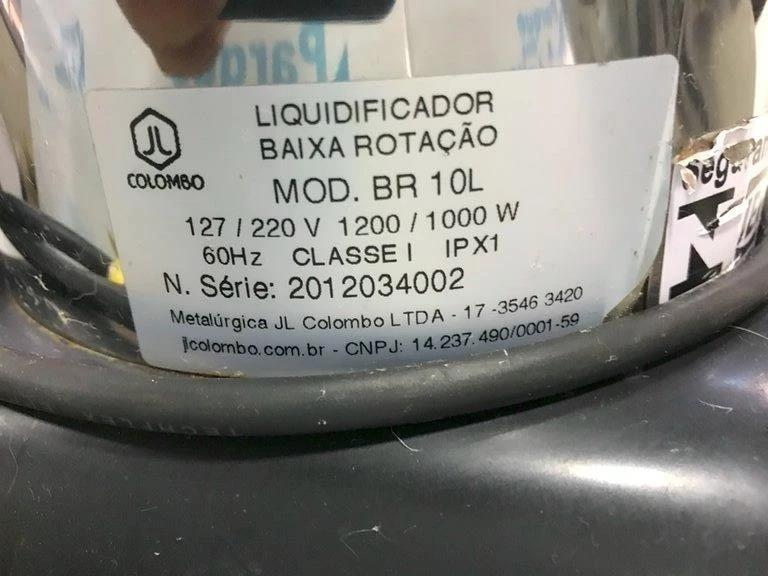 JL
COLOMBO
LIQUIDIFICADOR
BAIXA ROTAÇÃO
MOD. BR 10L
127 / 220 V 1200 / 1000 W
60Hz CLASSE I IPX1
N. Série: 2012034002
Metalúrgica JL Colombo LTDA - 17 -3546 3420
jlcolombo.com.br - CNPJ: 14.237.490/0001-59